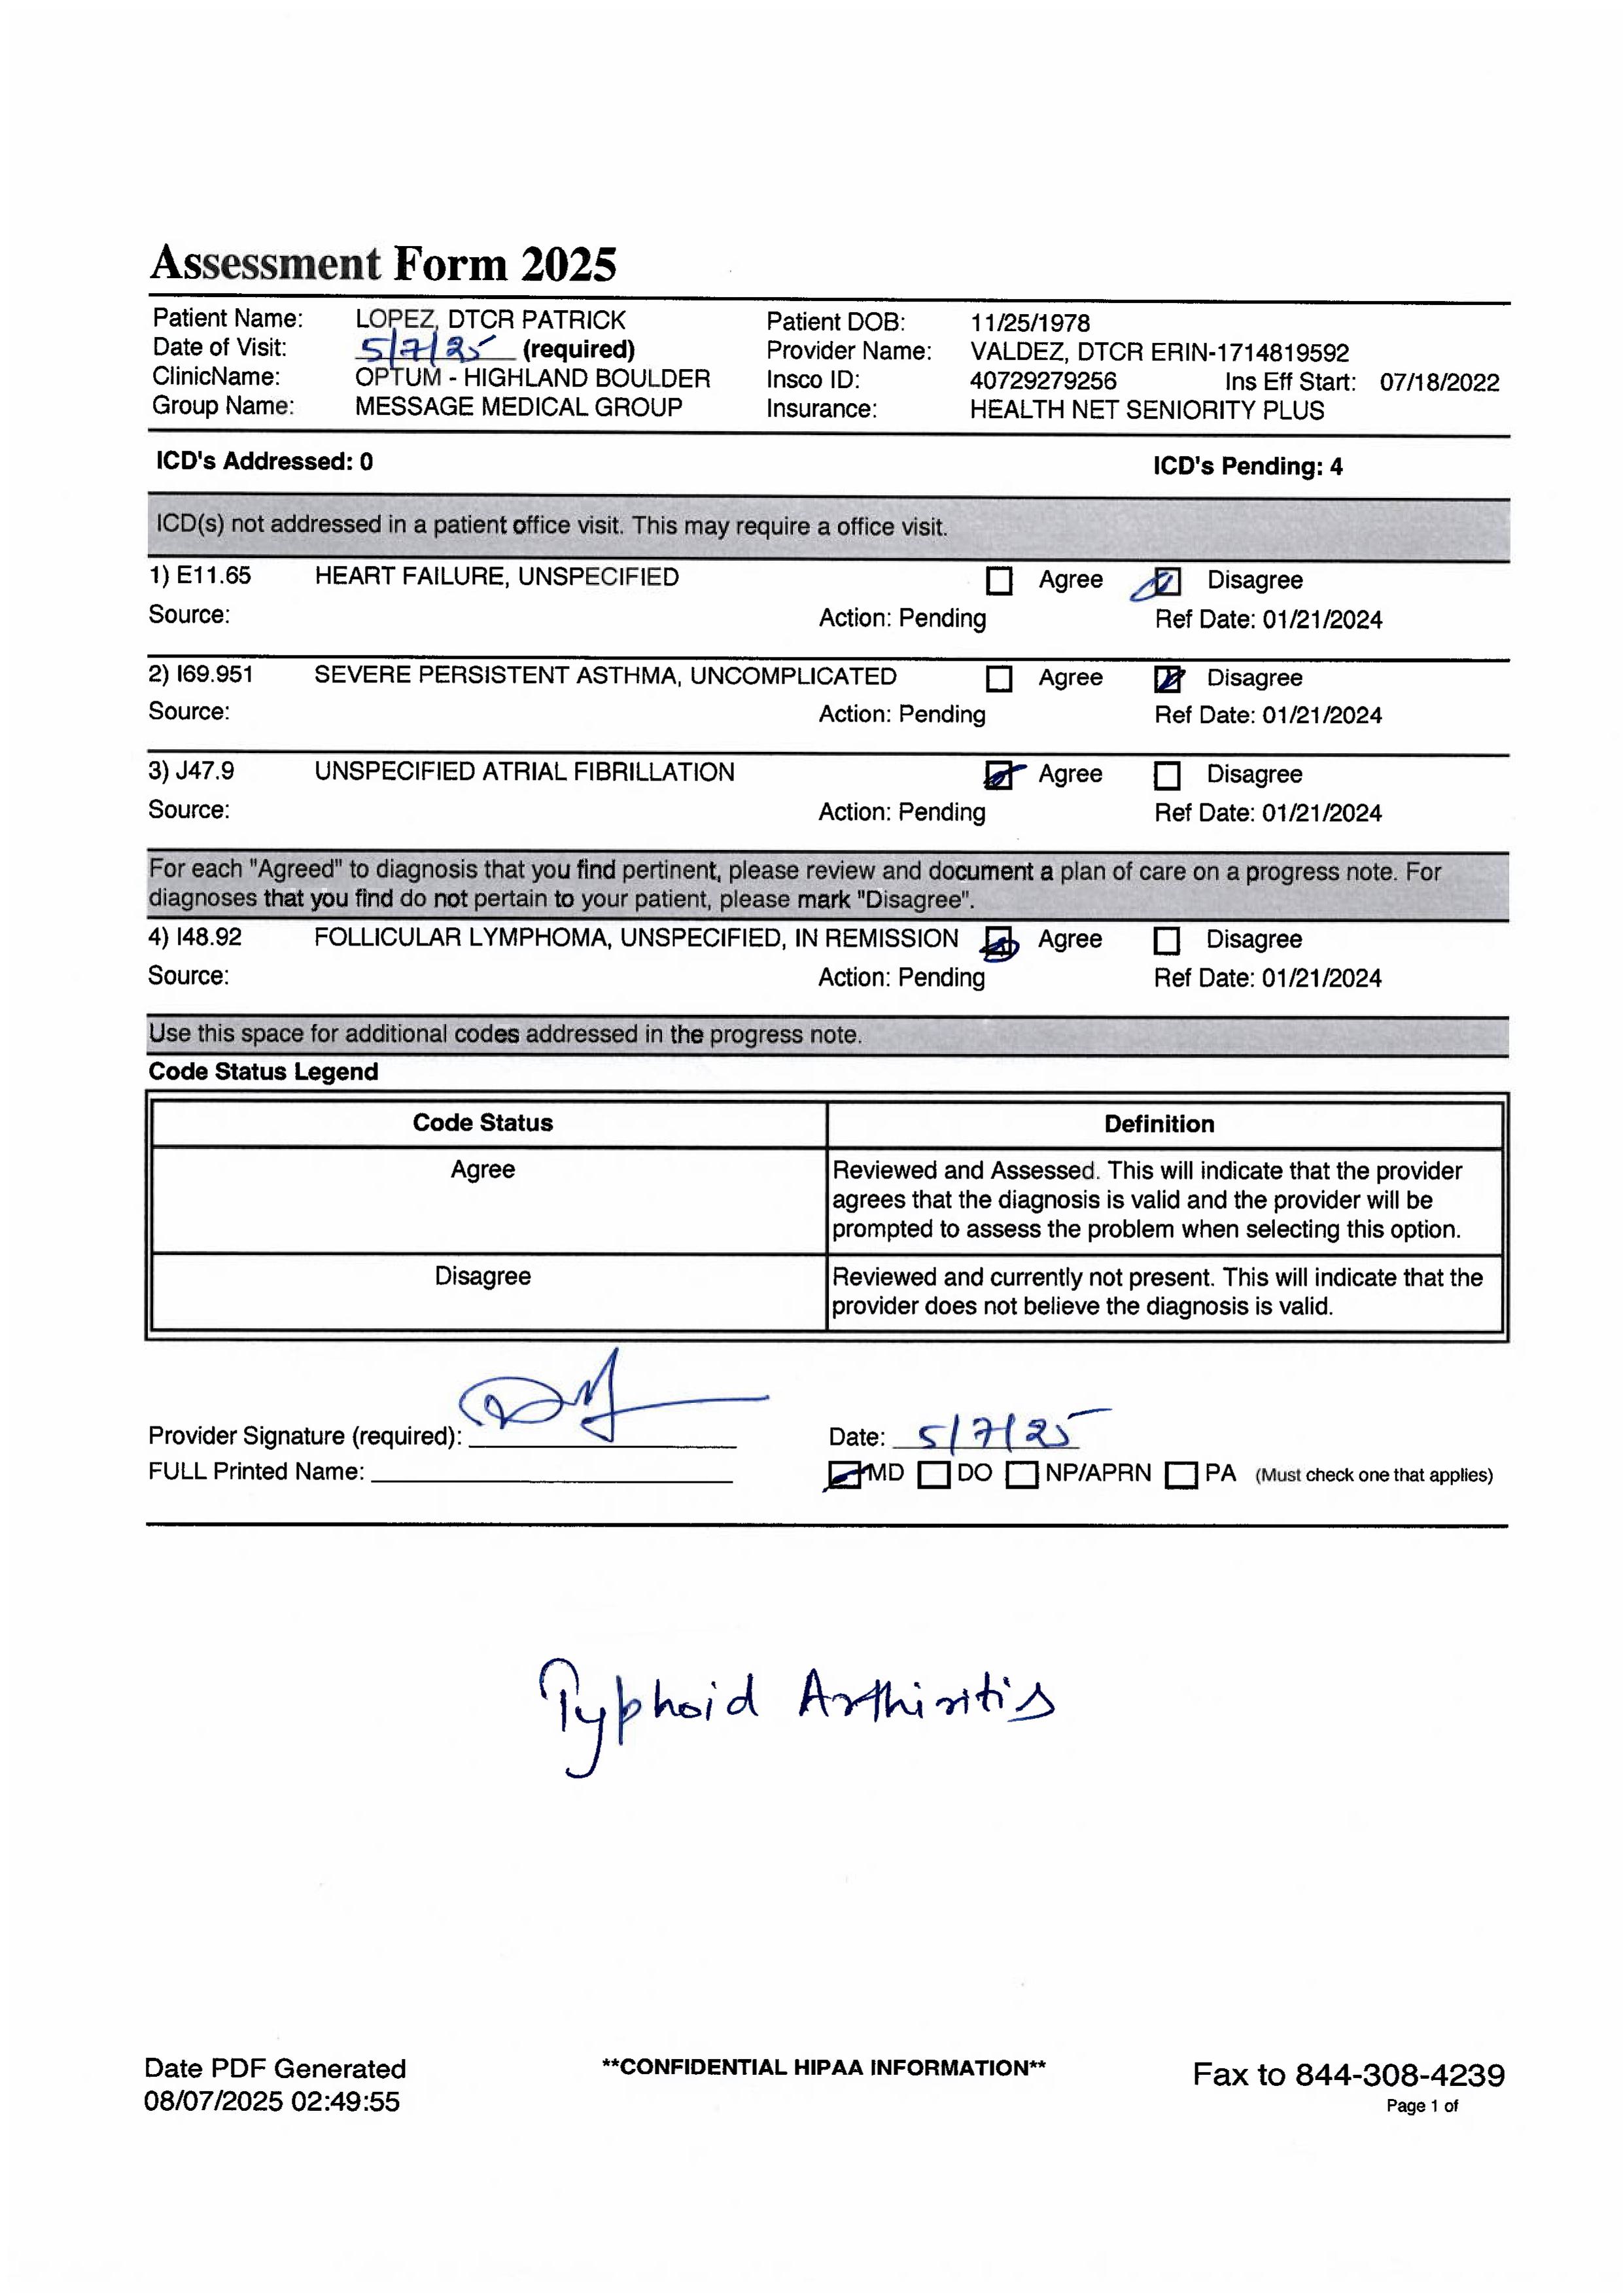 Assessment Form 2025
Patient Name: LOPEZ, DTCR PATRICK Patient DOB: 11/25/1978
Date of Visit: 5/7/25 (required) Provider Name: VALDEZ, DTCR ERIN-1714819592
ClinicName: OPTUM - HIGHLAND BOULDER Insco ID: 40729279256 Ins Eff Start: 07/18/2022
Group Name: MESSAGE MEDICAL GROUP Insurance: HEALTH NET SENIORITY PLUS
ICD's Addressed: 0 ICD's Pending: 4
ICD(s) not addressed in a patient office visit. This may require a office visit.
1) E11.65 HEART FAILURE, UNSPECIFIED Agree Disagree
Source: Action: Pending Ref Date: 01/21/2024
2) I69.951 SEVERE PERSISTENT ASTHMA, UNCOMPLICATED Agree Disagree
Source: Action: Pending Ref Date: 01/21/2024
3) J47.9 UNSPECIFIED ATRIAL FIBRILLATION Agree Disagree
Source: Action: Pending Ref Date: 01/21/2024
For each "Agreed" to diagnosis that you find pertinent, please review and document a plan of care on a progress note. For
diagnoses that you find do not pertain to your patient, please mark "Disagree".
4) I48.92 FOLLICULAR LYMPHOMA, UNSPECIFIED, IN REMISSION Agree Disagree
Source: Action: Pending Ref Date: 01/21/2024
Use this space for additional codes addressed in the progress note.
Code Status Legend
Code Status Definition
Agree Reviewed and Assessed. This will indicate that the provider
agrees that the diagnosis is valid and the provider will be
prompted to assess the problem when selecting this option.
Disagree Reviewed and currently not present. This will indicate that the
provider does not believe the diagnosis is valid.
Provider Signature (required): Date: 5/7/25
FULL Printed Name: MD DO NP/APRN PA (Must check one that applies)
Typhoid Arthiritis
Date PDF Generated **CONFIDENTIAL HIPAA INFORMATION** Fax to 844-308-4239
08/07/2025 02:49:55 Page 1 of